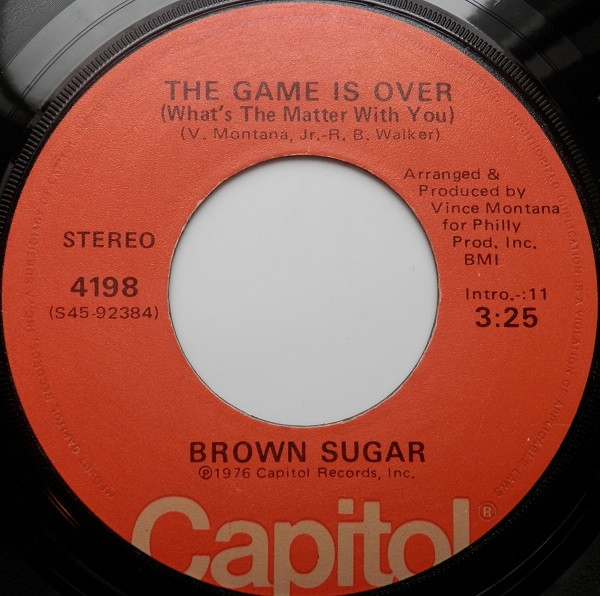 THE GAME IS OVER
(What's The Matter With You)
(V. Montana, Jr.-R. B. Walker)
Arranged &
Produced by
Vince Montana
for Philly
Prod. Inc.
BMI
STEREO
4198
(S45-92384)
Intro.-:11
3:25
BROWN SUGAR
℗1976 Capitol Records, Inc.
Capitol®